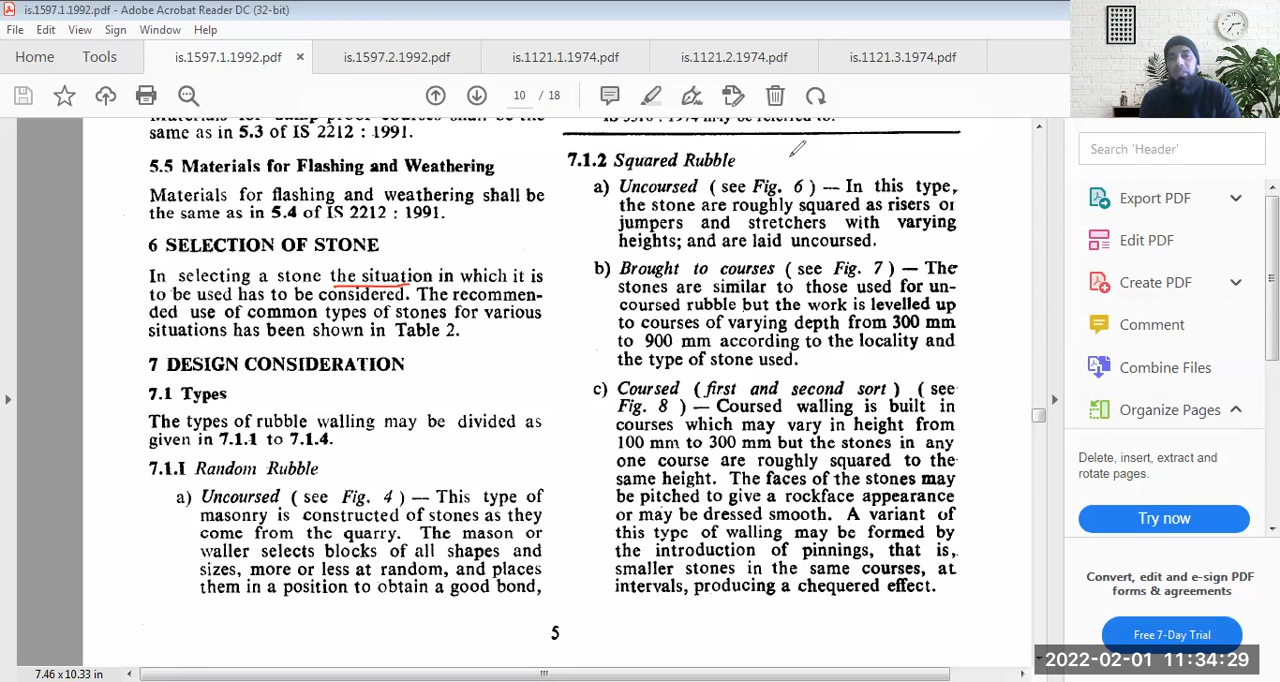 is.1597.1.1992.pdf - Adobe Acrobat Reader DC (32-bit)
File Edit View Window Sign Help
Home Tools is.1597.1.1992.pdf × is.1597.2.1992.pdf is.1121.1.1974.pdf is.1121.2.1974.pdf is.1121.3.1974.pdf
10 / 18
same as in 5.3 of IS 2212 : 1991.
5.5 Materials for Flashing and Weathering
Materials for flashing and weathering shall be
the same as in 5.4 of IS 2212 : 1991.
6 SELECTION OF STONE
In selecting a stone the situation in which it is
to be used has to be considered. The recommen-
ded use of common types of stones for various
situations has been shown in Table 2.
7 DESIGN CONSIDERATION
7.1 Types
The types of rubble walling may be divided as
given in 7.1.1 to 7.1.4.
7.1.1 Random Rubble
a) Uncoursed ( see Fig. 4 ) — This type of
masonry is constructed of stones as they
come from the quarry. The mason or
waller selects blocks of all shapes and
sizes, more or less at random, and places
them in a position to obtain a good bond,
7.1.2 Squared Rubble
a) Uncoursed ( see Fig. 6 ) — In this type,
the stone are roughly squared as risers or
jumpers and stretchers with varying
heights; and are laid uncoursed.
b) Brought to courses ( see Fig. 7 ) — The
stones are similar to those used for un-
coursed rubble but the work is levelled up
to courses of varying depth from 300 mm
to 900 mm according to the locality and
the type of stone used.
c) Coursed ( first and second sort ) ( see
Fig. 8 ) — Coursed walling is built in
courses which may vary in height from
100 mm to 300 mm but the stones in any
one course are roughly squared to the
same height. The faces of the stones may
be pitched to give a rockface appearance
or may be dressed smooth. A variant of
this type of walling may be formed by
the introduction of pinnings, that is,
smaller stones in the same courses, at
intervals, producing a chequered effect.
5
7.46 x 10.33 in
Search 'Header'
Export PDF
Edit PDF
Create PDF
Comment
Combine Files
Organize Pages
Delete, insert, extract and
rotate pages.
Try now
Convert, edit and e-sign PDF
forms & agreements
Free 7-Day Trial
2022-02-01 11:34:29